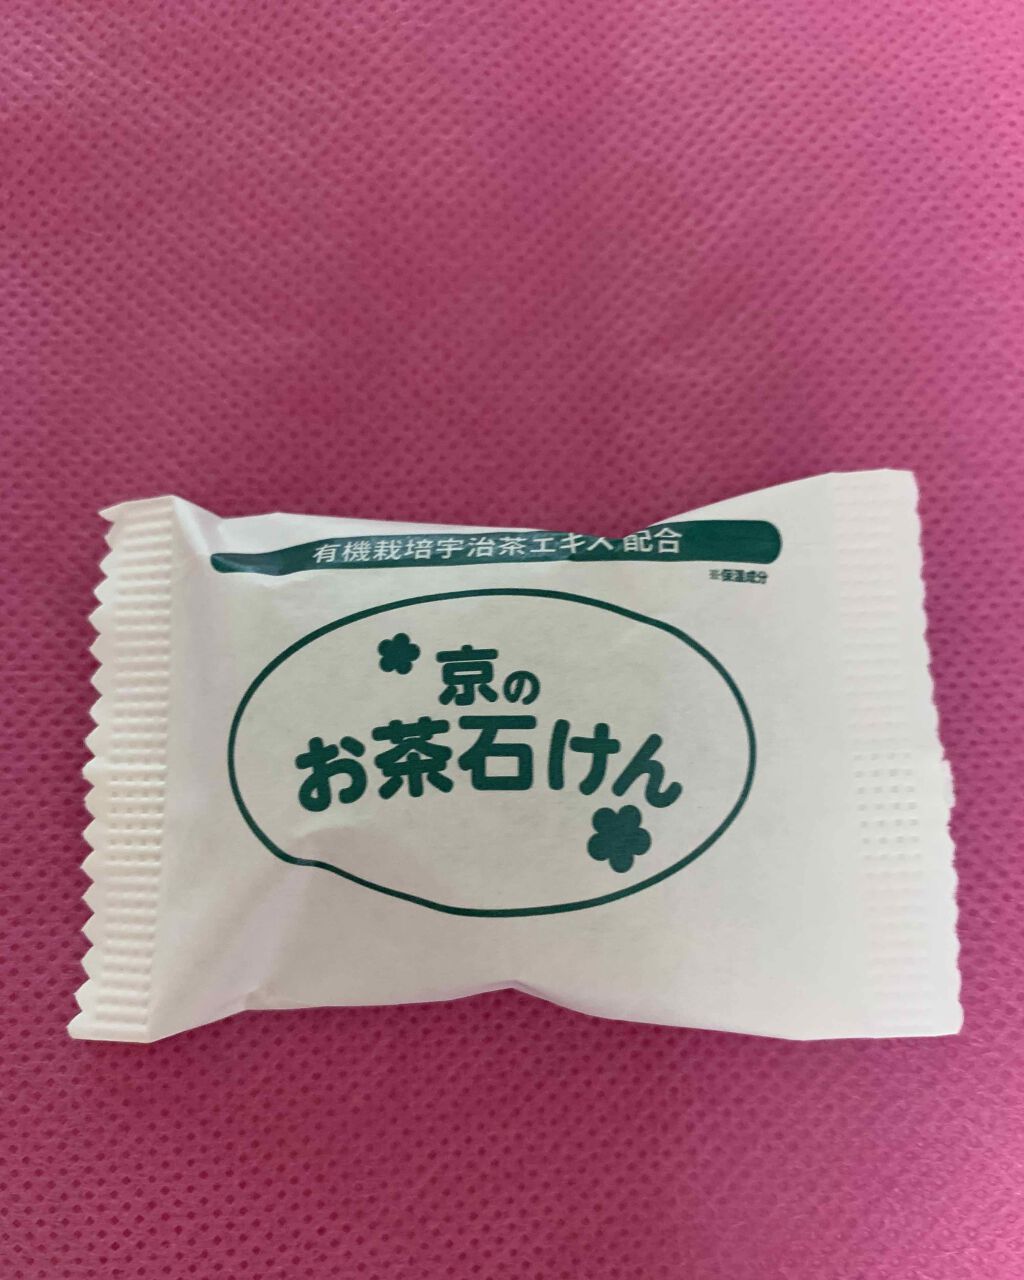 有機栽培宇治茶エキス配合
※保湿成分
京の
お茶石けん